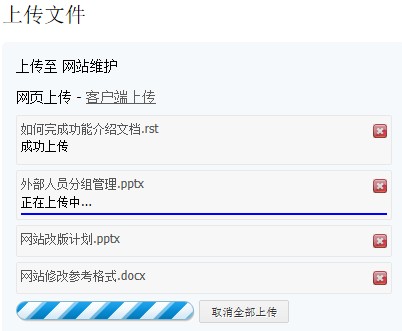 上传文件
上传至 网站维护
网页上传 - 客户端上传
如何完成功能介绍文档.rst
成功上传
外部人员分组管理.pptx
正在上传中...
网站改版计划.pptx
网站修改参考格式.docx
取消全部上传